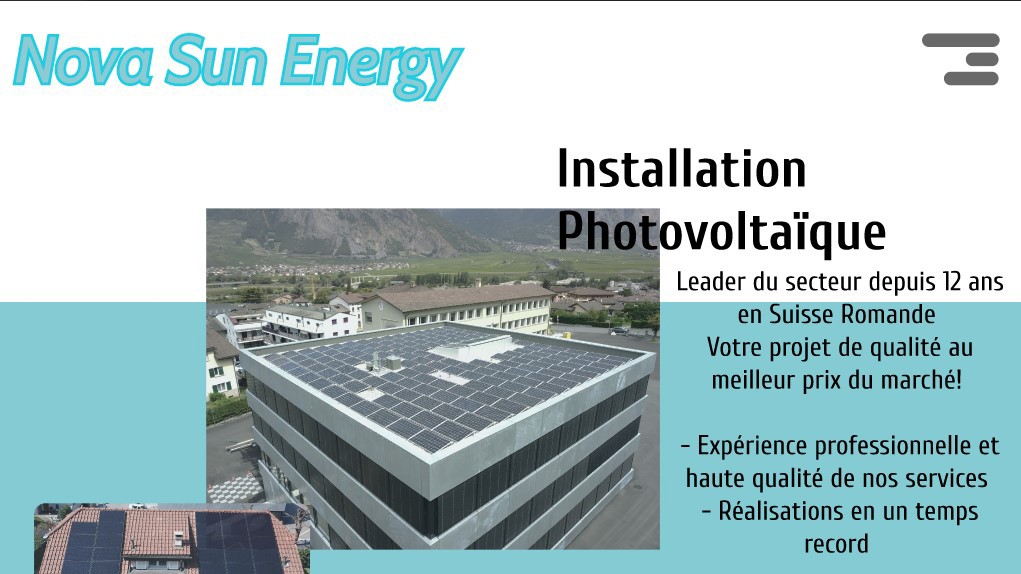 Nova Sun Energy
Installation
Photovoltaïque
Leader du secteur depuis 12 ans
en Suisse Romande
Votre projet de qualité au
meilleur prix du marché!
- Expérience professionnelle et
haute qualité de nos services
- Réalisations en un temps
record